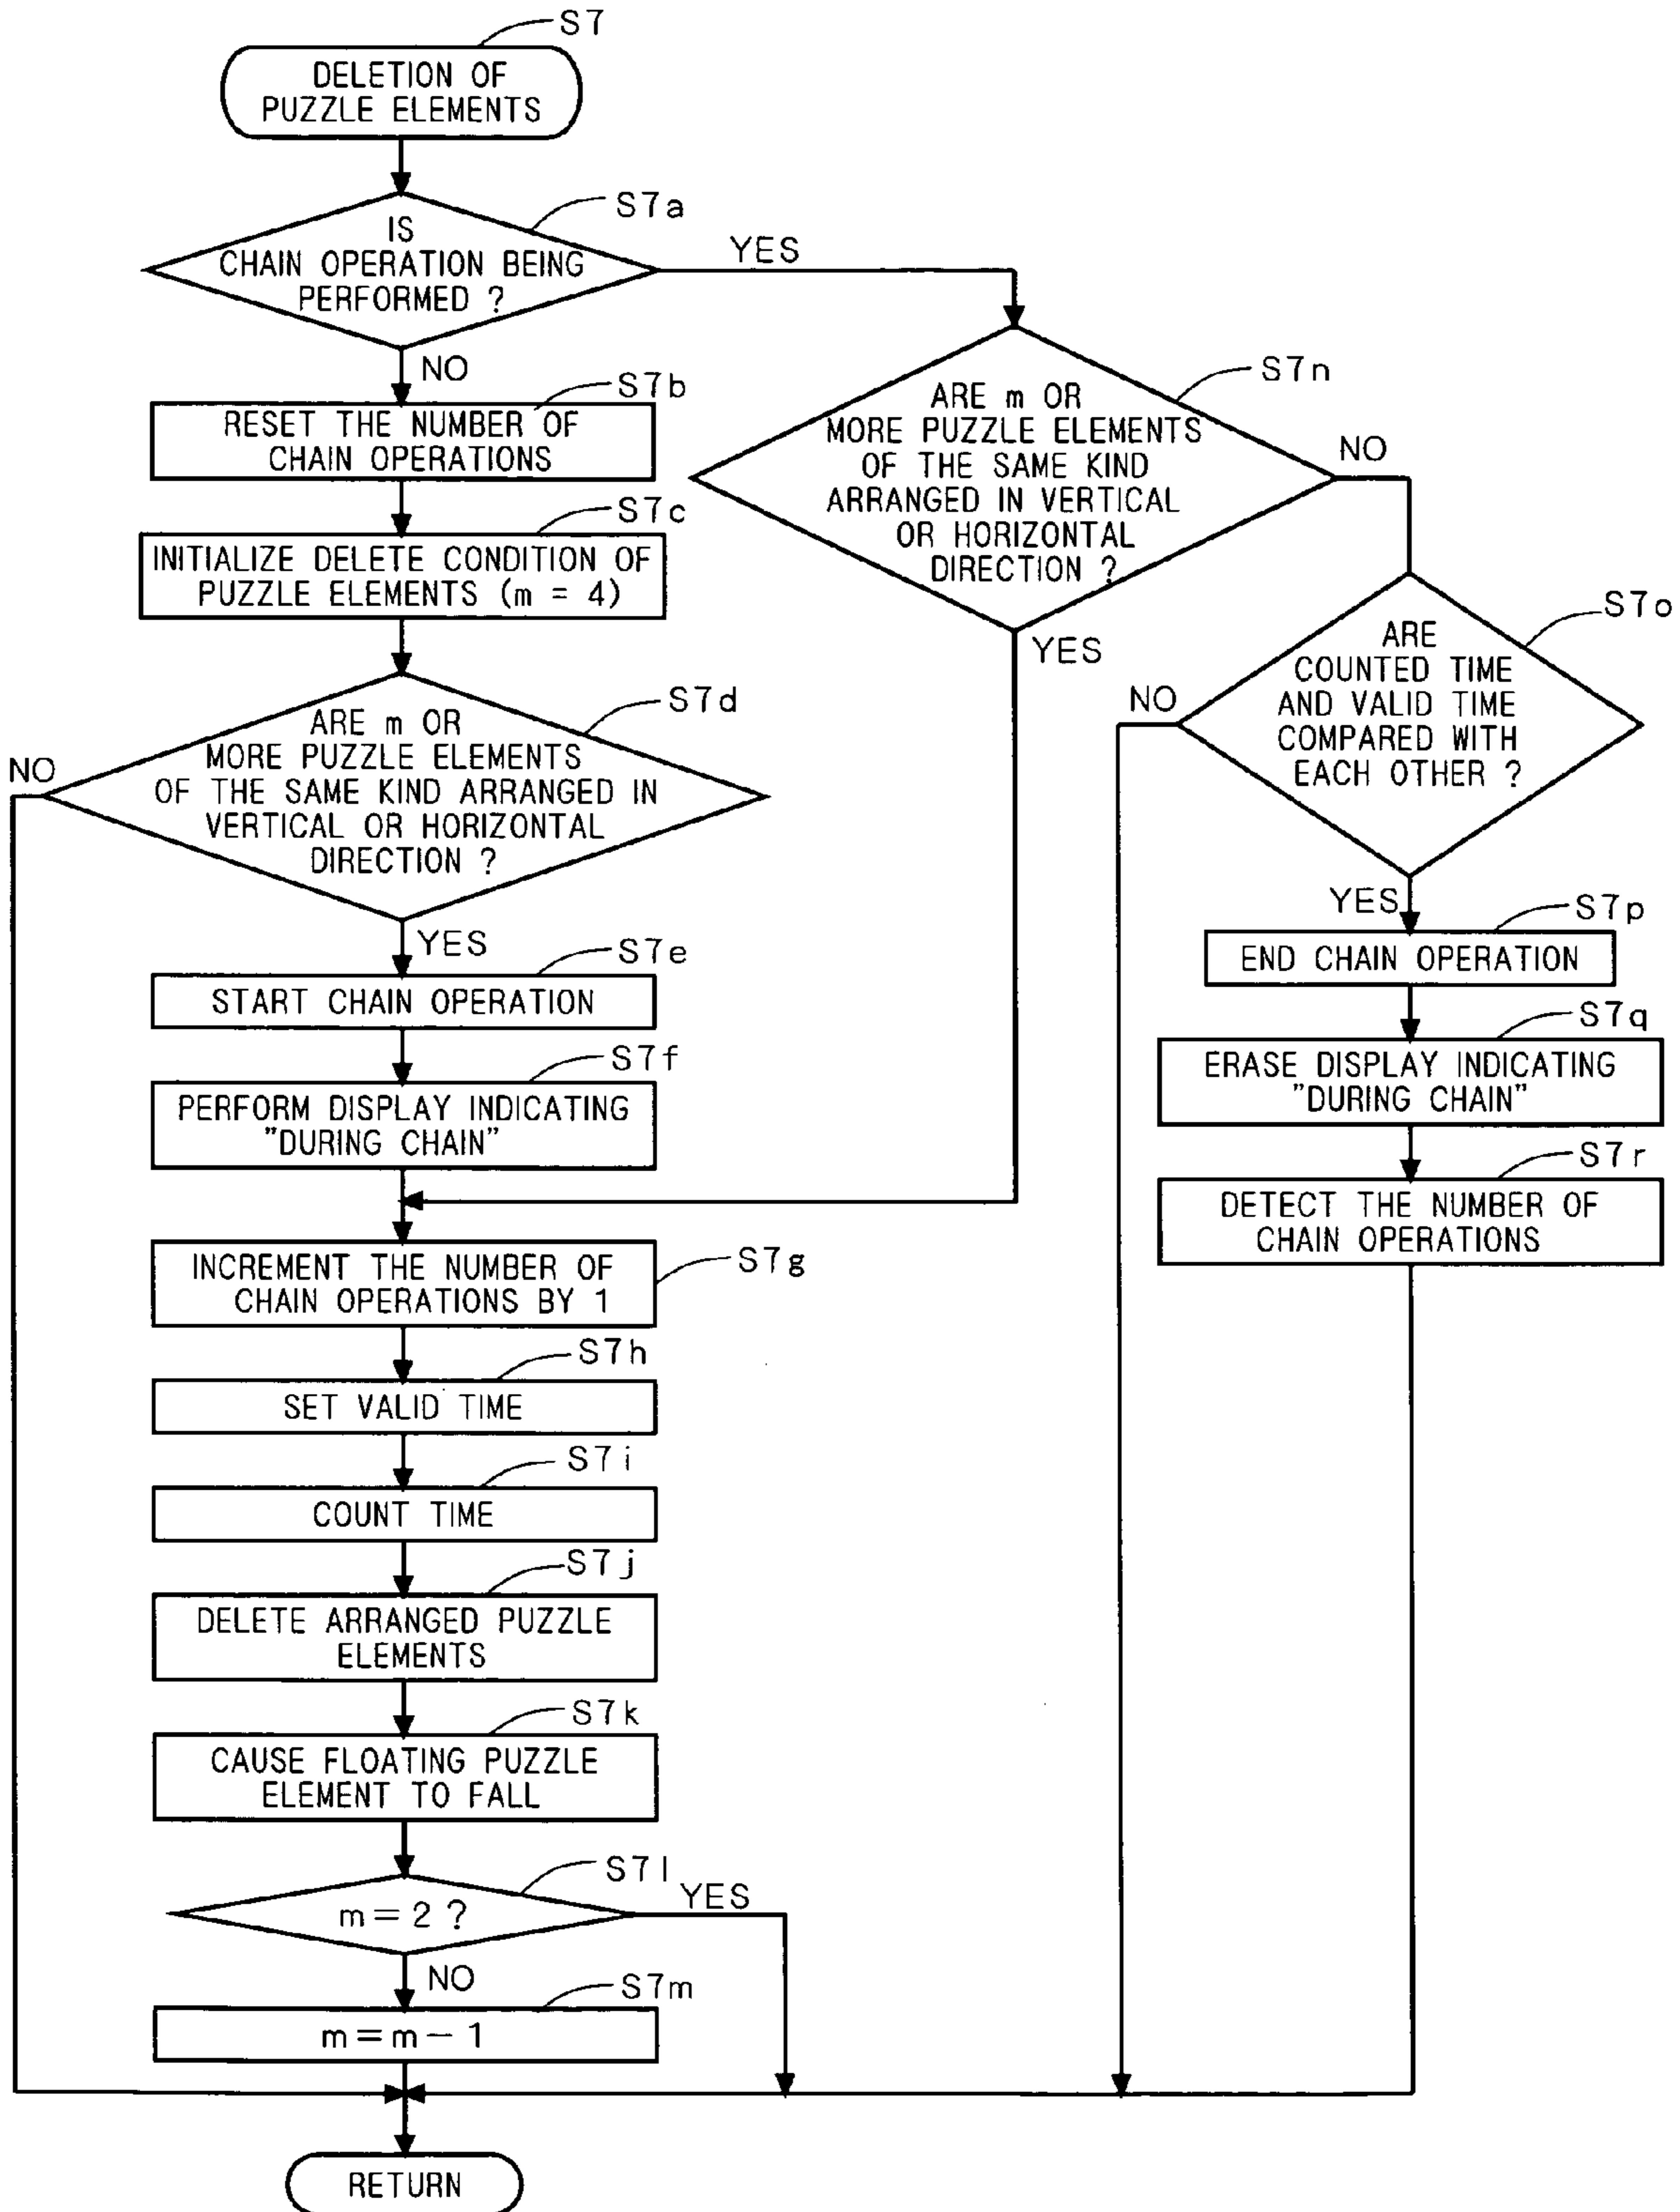 S7
DELETION OF
PUZZLE ELEMENTS
S7a
IS
CHAIN OPERATION BEING
PERFORMED ?
YES
NO
S7b
RESET THE NUMBER OF
CHAIN OPERATIONS
S7c
INITIALIZE DELETE CONDITION OF
PUZZLE ELEMENTS (m = 4)
S7d
ARE m OR
MORE PUZZLE ELEMENTS
OF THE SAME KIND ARRANGED IN
VERTICAL OR HORIZONTAL
DIRECTION ?
NO
YES
S7e
START CHAIN OPERATION
S7f
PERFORM DISPLAY INDICATING
"DURING CHAIN"
S7g
INCREMENT THE NUMBER OF
CHAIN OPERATIONS BY 1
S7h
SET VALID TIME
S7i
COUNT TIME
S7j
DELETE ARRANGED PUZZLE
ELEMENTS
S7k
CAUSE FLOATING PUZZLE
ELEMENT TO FALL
S7l
m = 2 ?
YES
NO
S7m
m = m - 1
RETURN
S7n
ARE m OR
MORE PUZZLE ELEMENTS
OF THE SAME KIND
ARRANGED IN VERTICAL
OR HORIZONTAL
DIRECTION ?
NO
YES
S7o
ARE
COUNTED TIME
AND VALID TIME
COMPARED WITH
EACH OTHER ?
NO
YES
S7p
END CHAIN OPERATION
S7q
ERASE DISPLAY INDICATING
"DURING CHAIN"
S7r
DETECT THE NUMBER OF
CHAIN OPERATIONS